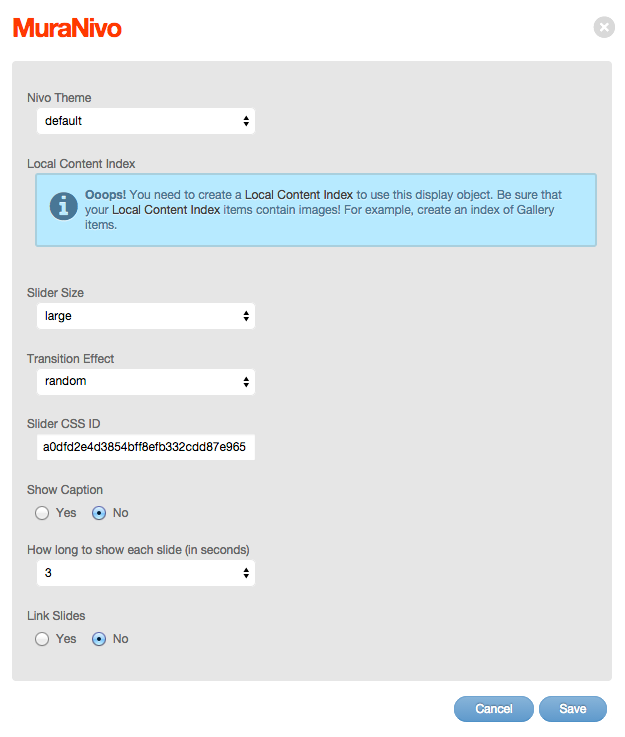 MuraNivo
Nivo Theme
default
Local Content Index
Ooops! You need to create a Local Content Index to use this display object. Be sure that
your Local Content Index items contain images! For example, create an index of Gallery
items.
Slider Size
large
Transition Effect
random
Slider CSS ID
a0dfd2e4d3854bff8efb332cdd87e965
Show Caption
Yes No
How long to show each slide (in seconds)
3
Link Slides
Yes No
Cancel Save